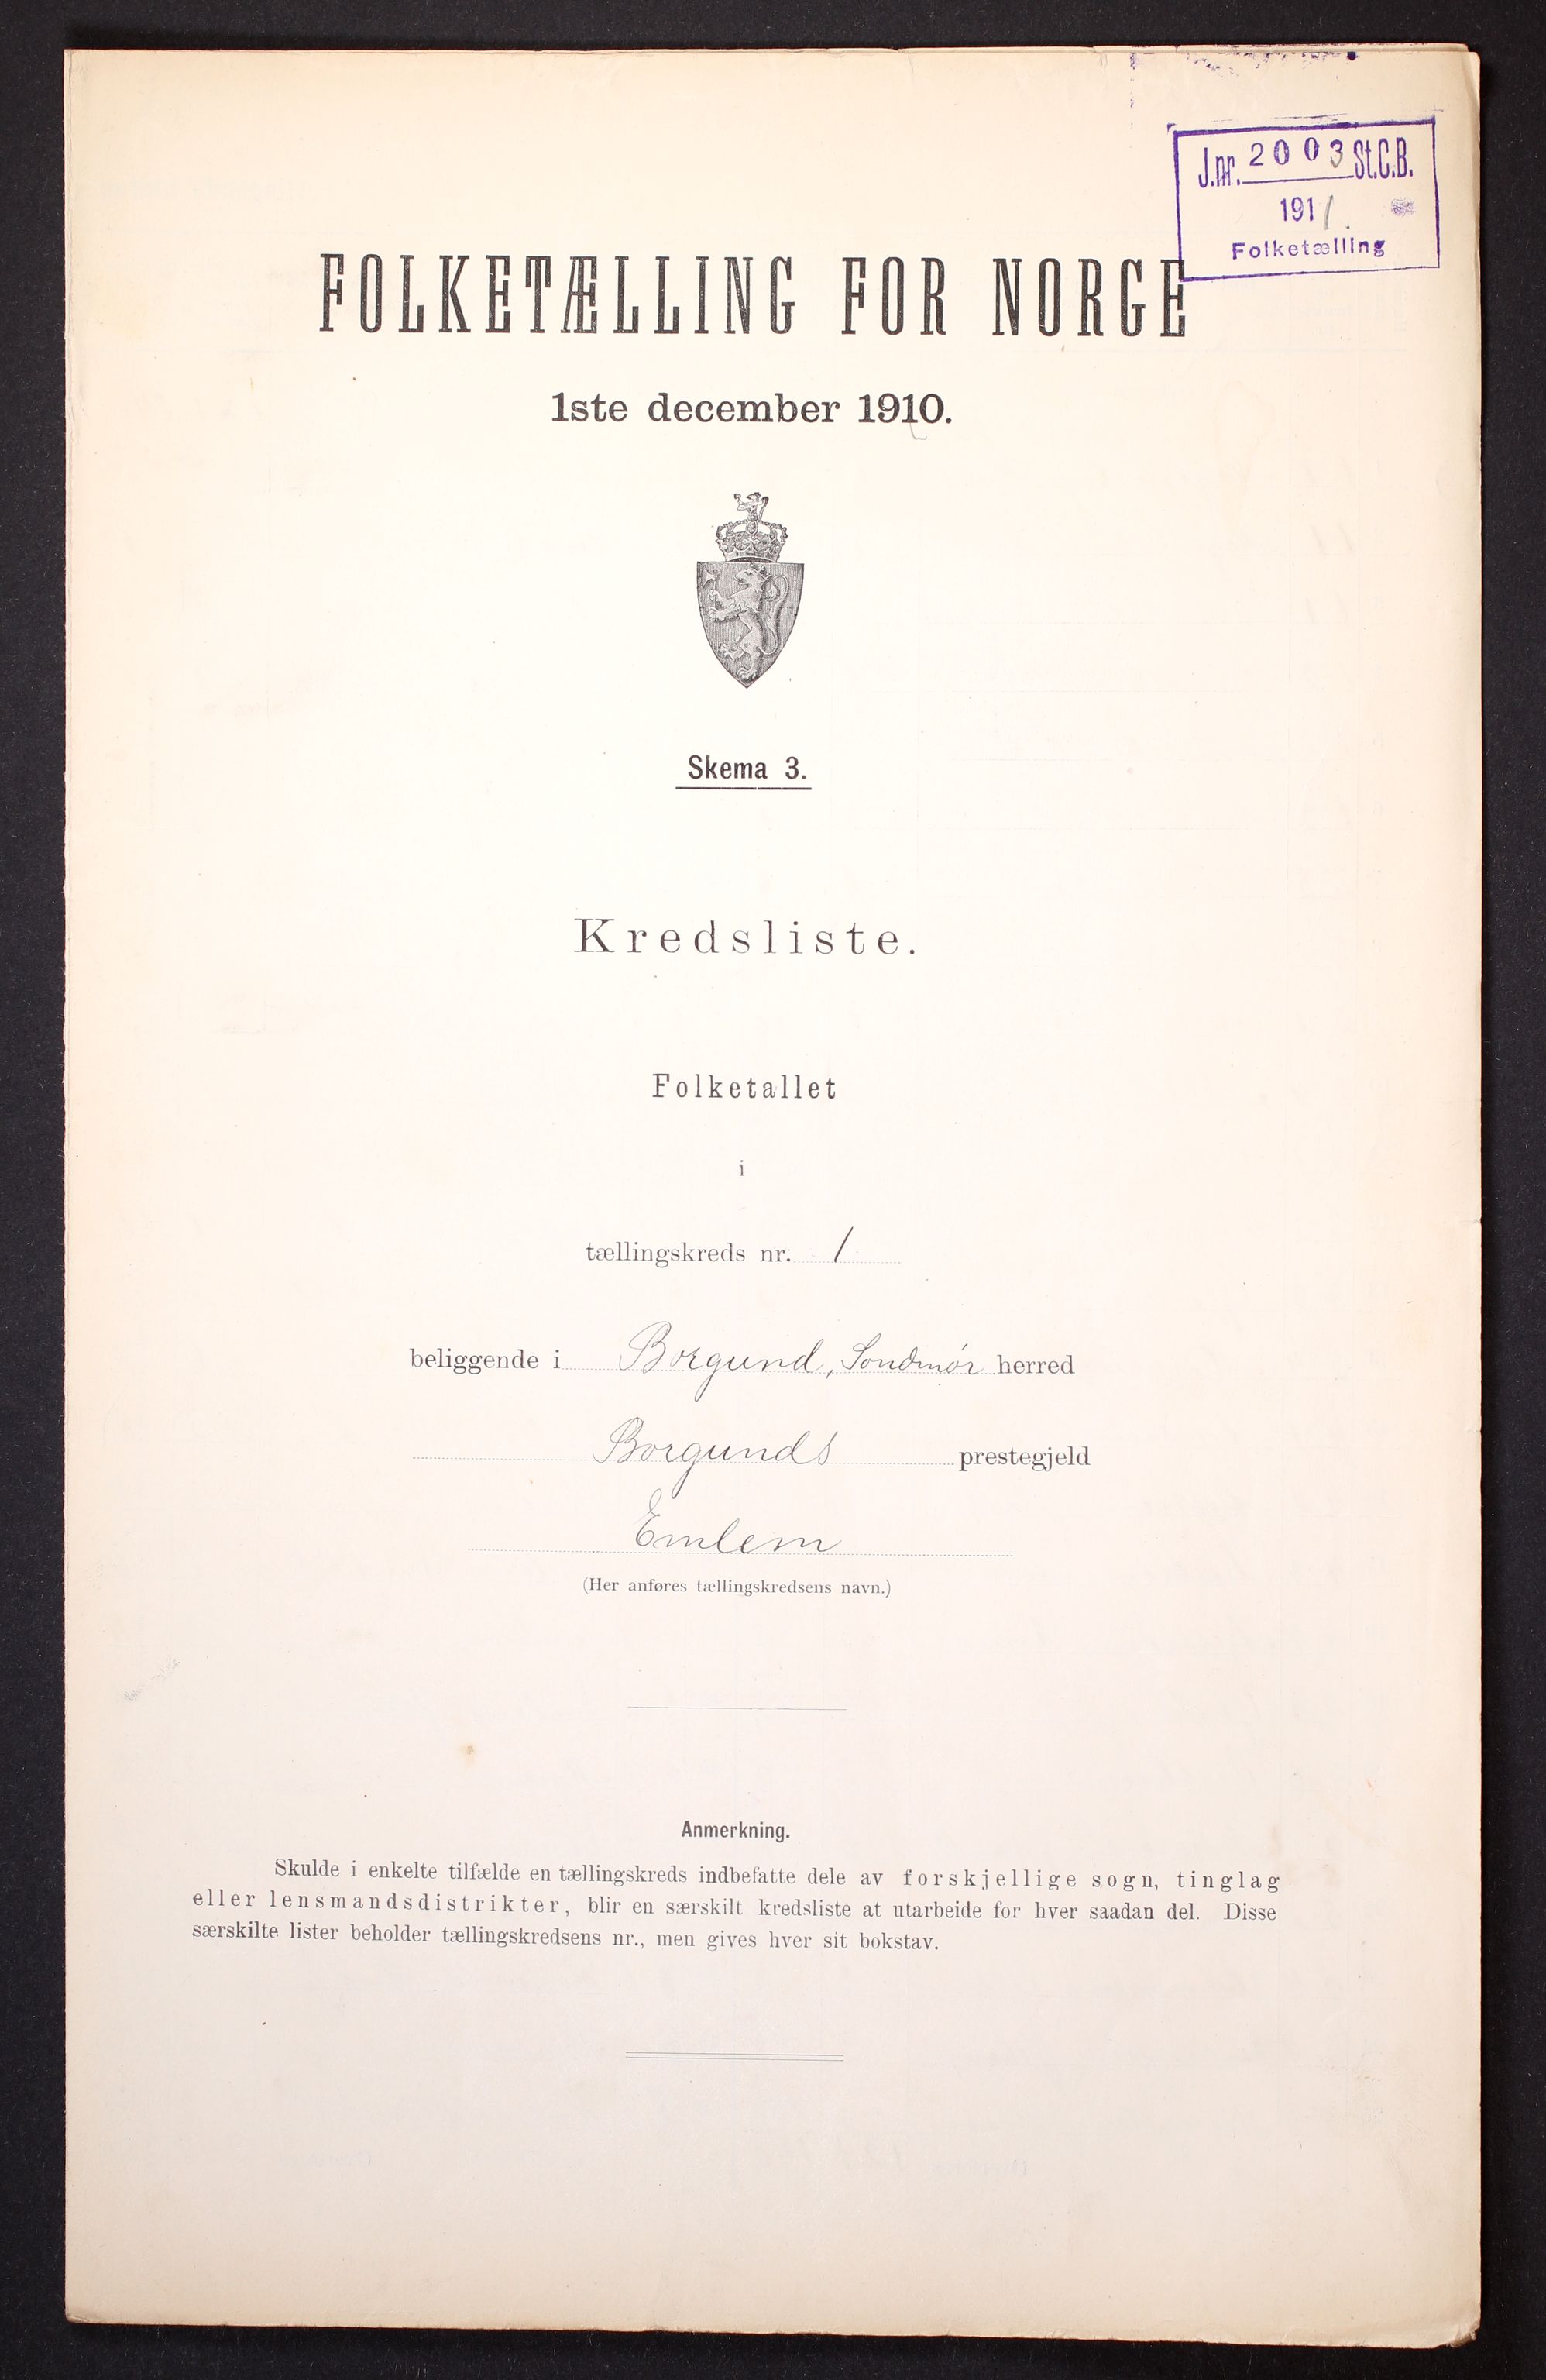 J.nr. 2003 St.C.B.
1911.
Folketælling
FOLKETÆLLING FOR NORGE
1ste december 1910.
Skema 3.
Kredsliste.
Folketallet
i
tællingskreds nr. 1
beliggende i Borgund, Sondmór herred
Borgunds prestegjeld
Emlem
(Her anføres tællingskredsens navn.)
Anmerkning.
Skulde i enkelte tilfælde en tællingskreds indbefatte dele av forskjellige sogn, tinglag
eller lensmandsdistrikter, blir en særskilt kredsliste at utarbeide for hver saadan del. Disse
særskilte lister beholder tællingskredsens nr., men gives hver sit bokstav.